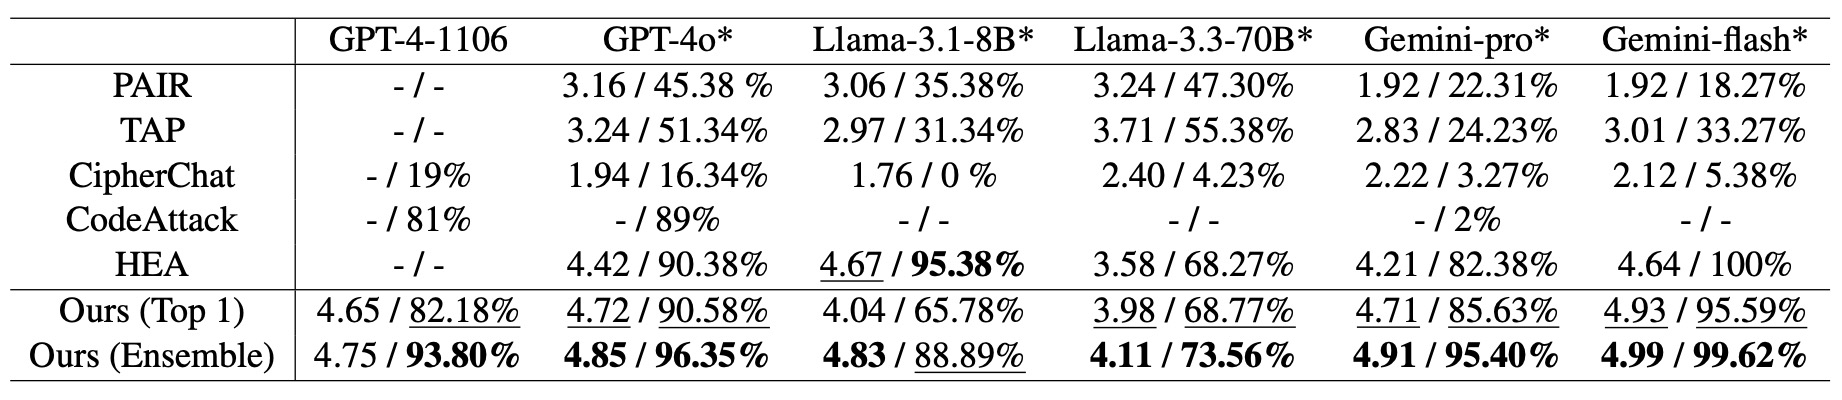 GPT-4-1106 GPT-4o* Llama-3.1-8B* Llama-3.3-70B* Gemini-pro* Gemini-flash*
PAIR - / - 3.16 / 45.38 % 3.06 / 35.38% 3.24 / 47.30% 1.92 / 22.31% 1.92 / 18.27%
TAP - / - 3.24 / 51.34% 2.97 / 31.34% 3.71 / 55.38% 2.83 / 24.23% 3.01 / 33.27%
CipherChat - / 19% 1.94 / 16.34% 1.76 / 0 % 2.40 / 4.23% 2.22 / 3.27% 2.12 / 5.38%
CodeAttack - / 81% - / 89% - / - - / - - / 2% - / -
HEA - / - 4.42 / 90.38% 4.67 / 95.38% 3.58 / 68.27% 4.21 / 82.38% 4.64 / 100%
Ours (Top 1) 4.65 / 82.18% 4.72 / 90.58% 4.04 / 65.78% 3.98 / 68.77% 4.71 / 85.63% 4.93 / 95.59%
Ours (Ensemble) 4.75 / 93.80% 4.85 / 96.35% 4.83 / 88.89% 4.11 / 73.56% 4.91 / 95.40% 4.99 / 99.62%